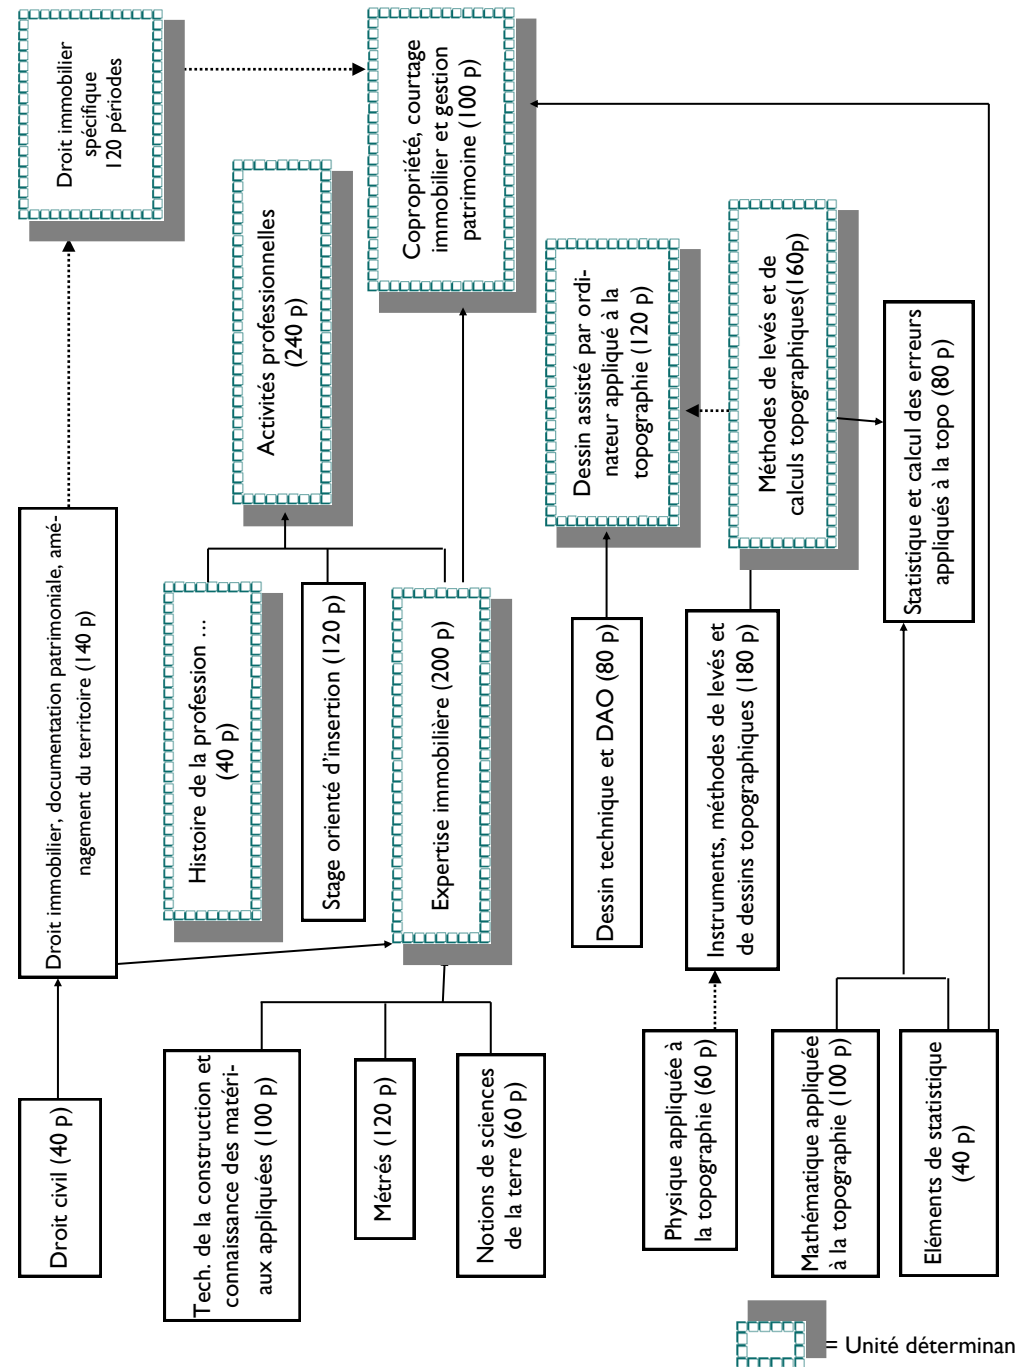 Droit civil (40 p)
Droit immobilier, documentation patrimoniale, amé-
nagement du territoire (140 p)
Droit immobilier
spécifique
120 périodes
Tech. de la construction et
connaissance des matéri-
aux appliquées (100 p)
Métrés (120 p)
Notions de sciences
de la terre (60 p)
Histoire de la profession ...
(40 p)
Stage orienté d’insertion (120 p)
Expertise immobilière (200 p)
Activités professionnelles
(240 p)
Copropriété, courtage
immobilier et gestion
patrimoine (100 p)
Dessin technique et DAO (80 p)
Dessin assisté par ordi-
nateur appliqué à la
topographie (120 p)
Physique appliquée à
la topographie (60 p)
Instruments, méthodes de levés et
de dessins topographiques (180 p)
Méthodes de levés et de
calculs topographiques(160p)
Mathématique appliquée
à la topographie (100 p)
Eléments de statistique
(40 p)
Statistique et calcul des erreurs
appliqués à la topo (80 p)
= Unité déterminan